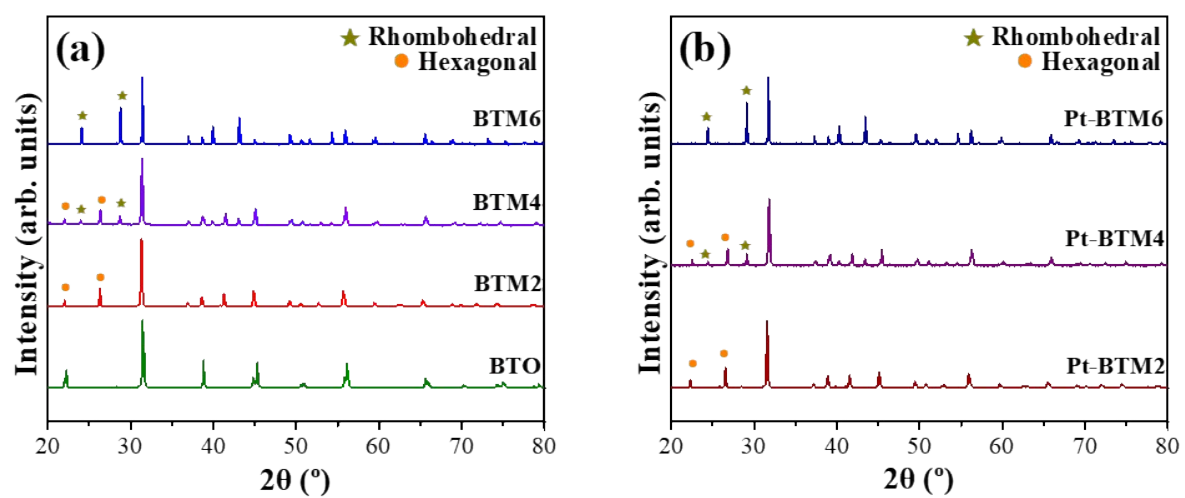 (a)
Rhombohedral
Hexagonal
BTM6
BTM4
BTM2
BTO
Intensity (arb. units)
20 30 40 50 60 70 80
2θ (º)
(b)
Rhombohedral
Hexagonal
Pt-BTM6
Pt-BTM4
Pt-BTM2
Intensity (arb. units)
20 30 40 50 60 70 80
2θ (º)